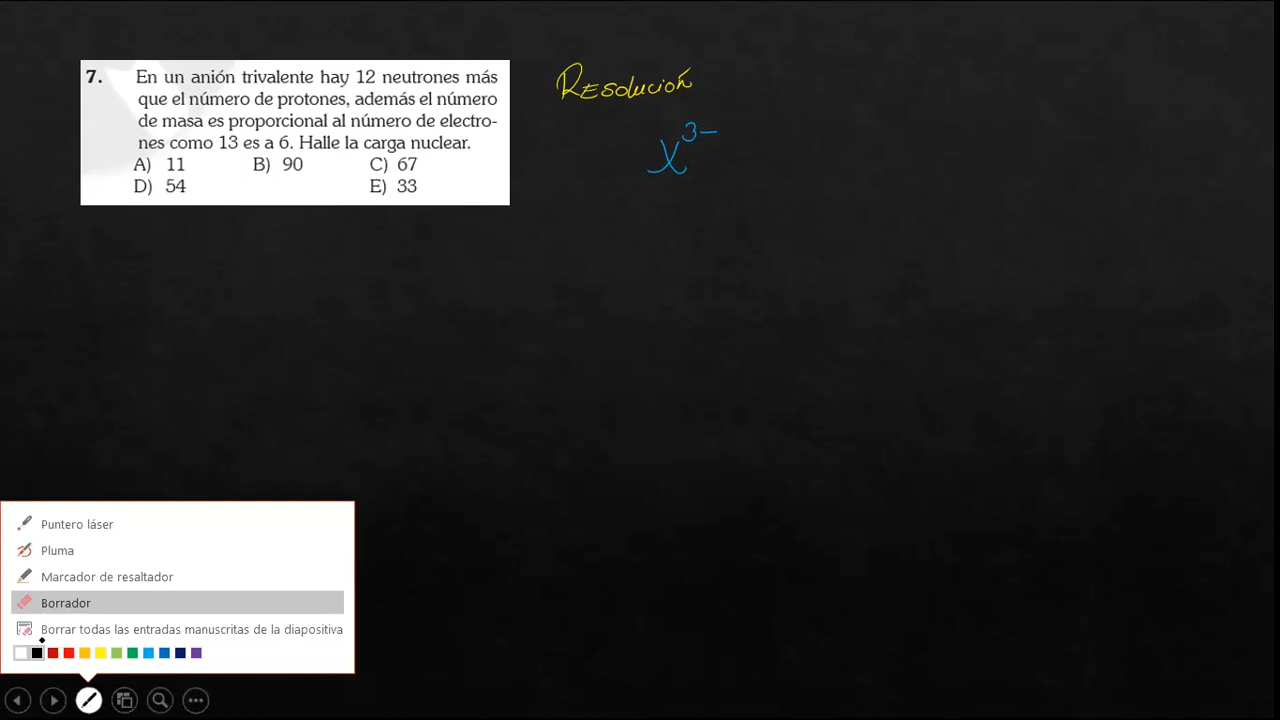 7. En un anión trivalente hay 12 neutrones más
que el número de protones, además el número
de masa es proporcional al número de electro-
nes como 13 es a 6. Halle la carga nuclear.
A) 11 B) 90 C) 67
D) 54 E) 33
Resolución
X³⁻
Puntero láser
Pluma
Marcador de resaltador
Borrador
Borrar todas las entradas manuscritas de la diapositiva